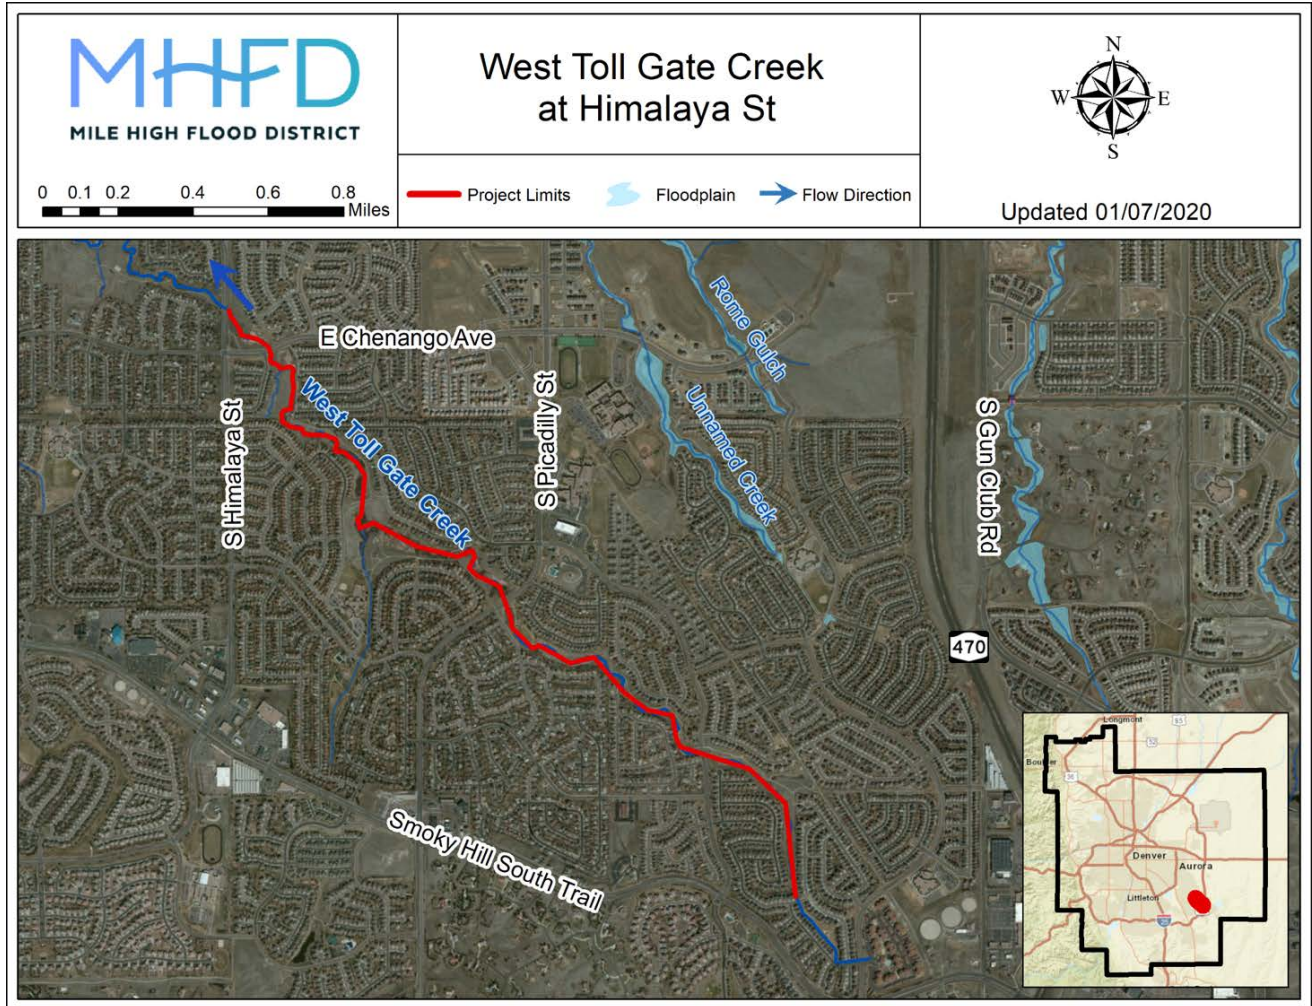 MHFD
MILE HIGH FLOOD DISTRICT
0 0.1 0.2 0.4 0.6 0.8
Miles
West Toll Gate Creek
at Himalaya St
Project Limits
Floodplain
Flow Direction
N
W E
S
Updated 01/07/2020
E Chenango Ave
S Himalaya St
West Toll Gate Creek
S Picadilly St
Rome Gulch
Unnamed Creek
S Gun Club Rd
470
Smoky Hill South Trail
Longmont
85
52
Boulder
36
Denver
Aurora
Littleton